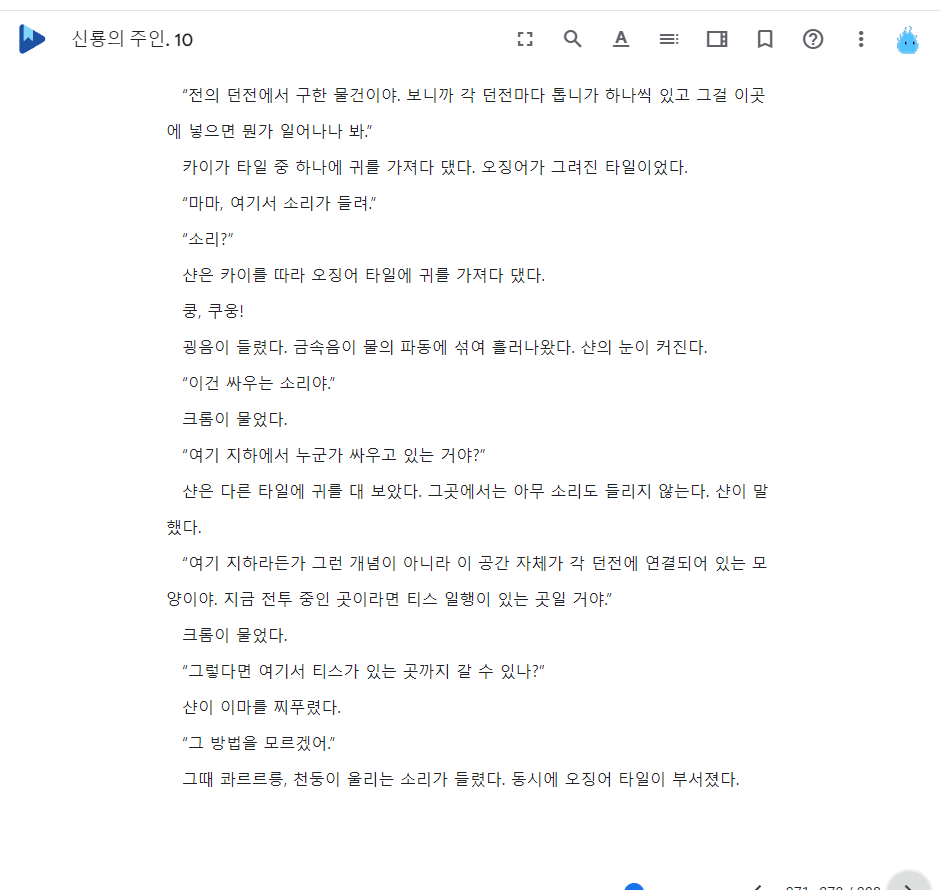 신룡의 주인. 10
"전의 던전에서 구한 물건이야. 보니까 각 던전마다 톱니가 하나씩 있고 그걸 이곳
에 넣으면 뭔가 일어나나 봐."
카이가 타일 중 하나에 귀를 가져다 댔다. 오징어가 그려진 타일이었다.
"마마, 여기서 소리가 들려."
"소리?"
샨은 카이를 따라 오징어 타일에 귀를 가져다 댔다.
쿵, 쿠웅!
굉음이 들렸다. 금속음이 물의 파동에 섞여 흘러나왔다. 샨의 눈이 커진다.
"이건 싸우는 소리야."
크롬이 물었다.
"여기 지하에서 누군가 싸우고 있는 거야?"
샨은 다른 타일에 귀를 대 보았다. 그곳에서는 아무 소리도 들리지 않는다. 샨이 말
했다.
"여기 지하라든가 그런 개념이 아니라 이 공간 자체가 각 던전에 연결되어 있는 모
양이야. 지금 전투 중인 곳이라면 티스 일행이 있는 곳일 거야."
크롬이 물었다.
"그렇다면 여기서 티스가 있는 곳까지 갈 수 있나?"
샨이 이마를 찌푸렸다.
"그 방법을 모르겠어."
그때 콰르르릉, 천둥이 울리는 소리가 들렸다. 동시에 오징어 타일이 부서졌다.